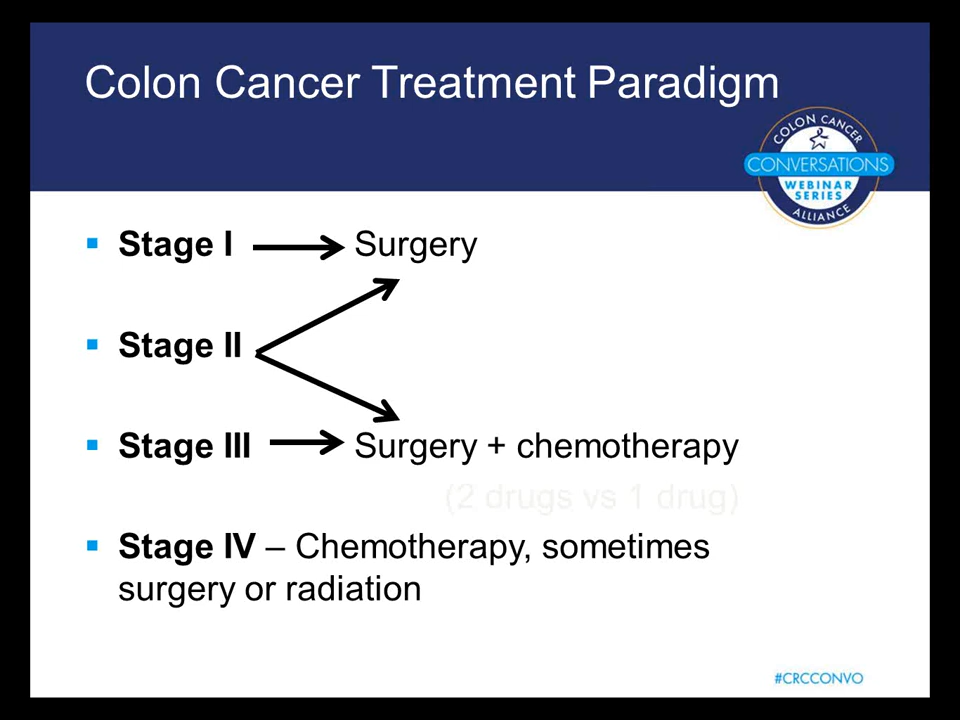 Colon Cancer Treatment Paradigm
COLON CANCER
CONVERSATIONS
WEBINAR
SERIES
ALLIANCE
Stage I Surgery
Stage II
Stage III Surgery + chemotherapy
(2 drugs vs 1 drug)
Stage IV – Chemotherapy, sometimes
surgery or radiation
#CRCCONVO